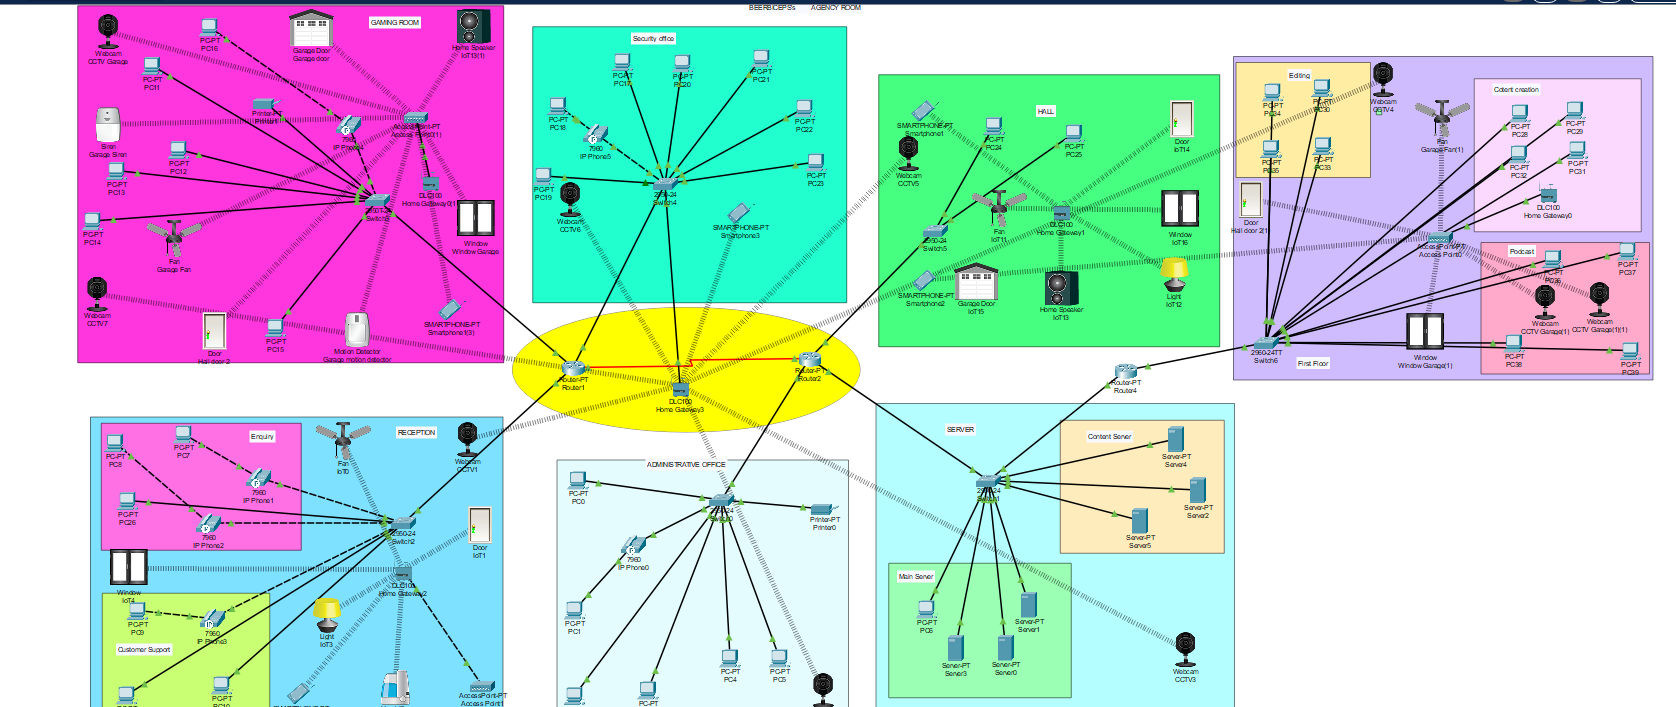 BEERBICEPS's AGENCY ROOM
GAMING ROOM
Webcam
CCTV Garage
PC-PT
PC16
Garage Door
Garage door
Home Speaker
IoT13(1)
PC-PT
PC11
Printer-PT
7960
IP Phone4
Siren
Garage Siren
PC-PT
PC12
PC-PT
PC13
DLC100
Home Gateway0(1)
PC-PT
PC14
Fan
Garage Fan
Window
Window Garage
Webcam
CCTV7
Door
Hall door 2
PC-PT
PC15
Motion Detector
Garage motion detector
SMARTPHONE-PT
Smartphone1(3)
Security office
PC-PT
PC17
PC-PT
PC20
PC-PT
PC21
PC-PT
PC18
7960
IP Phone5
PC-PT
PC22
PC-PT
PC19
Webcam
CCTV6
2950-24
Switch4
PC-PT
PC23
SMARTPHONE-PT
Smartphone3
HALL
SMARTPHONE-PT
Smartphone1
PC-PT
PC24
PC-PT
PC25
Door
IoT14
Webcam
CCTV5
2950-24
Switch5
Fan
IoT11
DLC100
Home Gateway1
Window
IoT16
SMARTPHONE-PT
Smartphone2
Garage Door
IoT15
Home Speaker
IoT13
Light
IoT12
Editing
PC-PT
PC34
PC-PT
PC30
PC-PT
PC35
PC-PT
PC33
Webcam
CCTV4
Fan
Garage Fan(1)
Cotent creation
PC-PT
PC28
PC-PT
PC29
PC-PT
PC32
PC-PT
PC31
DLC100
Home Gateway0
Door
Hall door 2(1)
AccessPoint-PT
Access Point0
Podcast
PC-PT
PC36
PC-PT
PC37
Webcam
CCTV Garage(1)
Webcam
CCTV Garage(1)(1)
2960-24TT
Switch6
First Floor
Window
Window Garage(1)
PC-PT
PC38
PC-PT
PC39
Router-PT
Router1
DLC100
Home Gateway3
Router-PT
Router2
Router-PT
Router4
RECEPTION
Enquiry
PC-PT
PC8
PC-PT
PC7
7960
IP Phone1
PC-PT
PC26
7960
IP Phone2
Fan
IoT0
Webcam
CCTV1
2950-24
Switch2
Door
IoT1
Window
IoT4
DLC100
Home Gateway2
PC-PT
PC9
7960
IP Phone3
Light
IoT3
Customer Support
PC-PT
PC10
AccessPoint-PT
Access Point1
ADMINISTRATIVE OFFICE
PC-PT
PC0
2950-24
Switch0
Printer-PT
Printer0
7960
IP Phone0
PC-PT
PC1
PC-PT
PC4
PC-PT
PC5
PC-PT
SERVER
2950-24
Switch1
Content Server
Server-PT
Server4
Server-PT
Server2
Server-PT
Server5
Main Server
PC-PT
PC6
Server-PT
Server1
Server-PT
Server3
Server-PT
Server0
Webcam
CCTV3